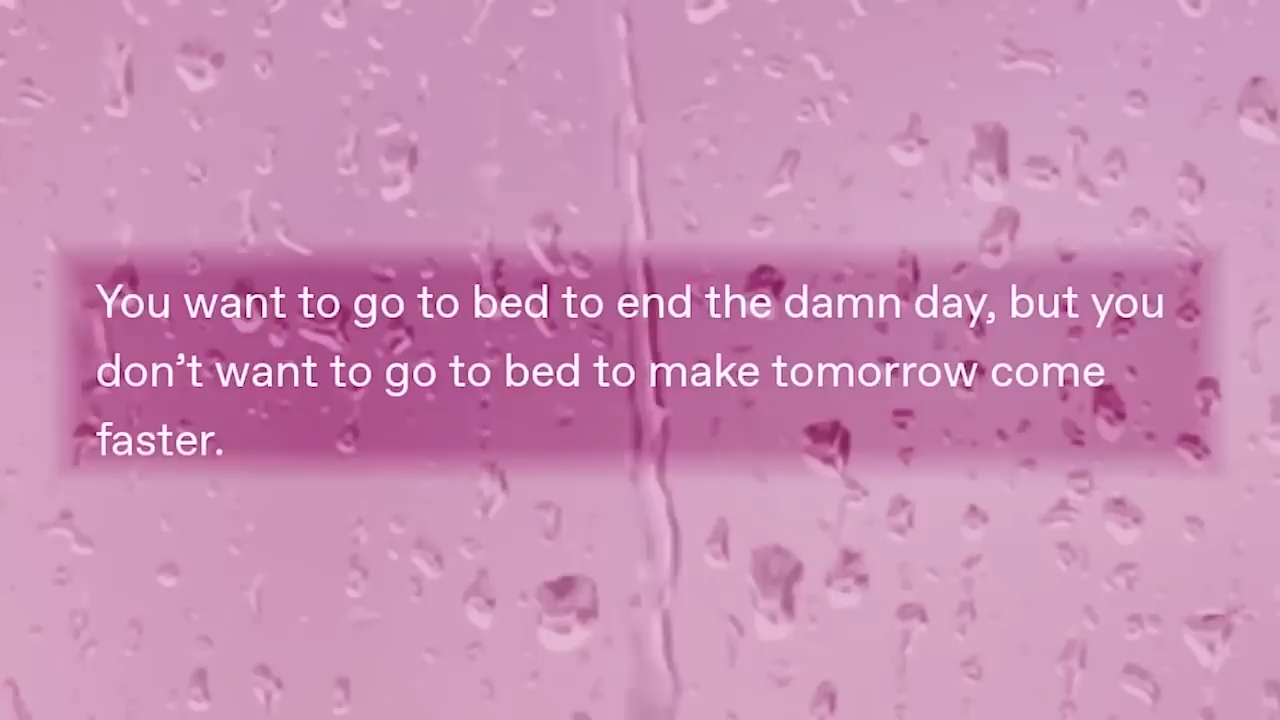 You want to go to bed to end the damn day, but you
don’t want to go to bed to make tomorrow come
faster.